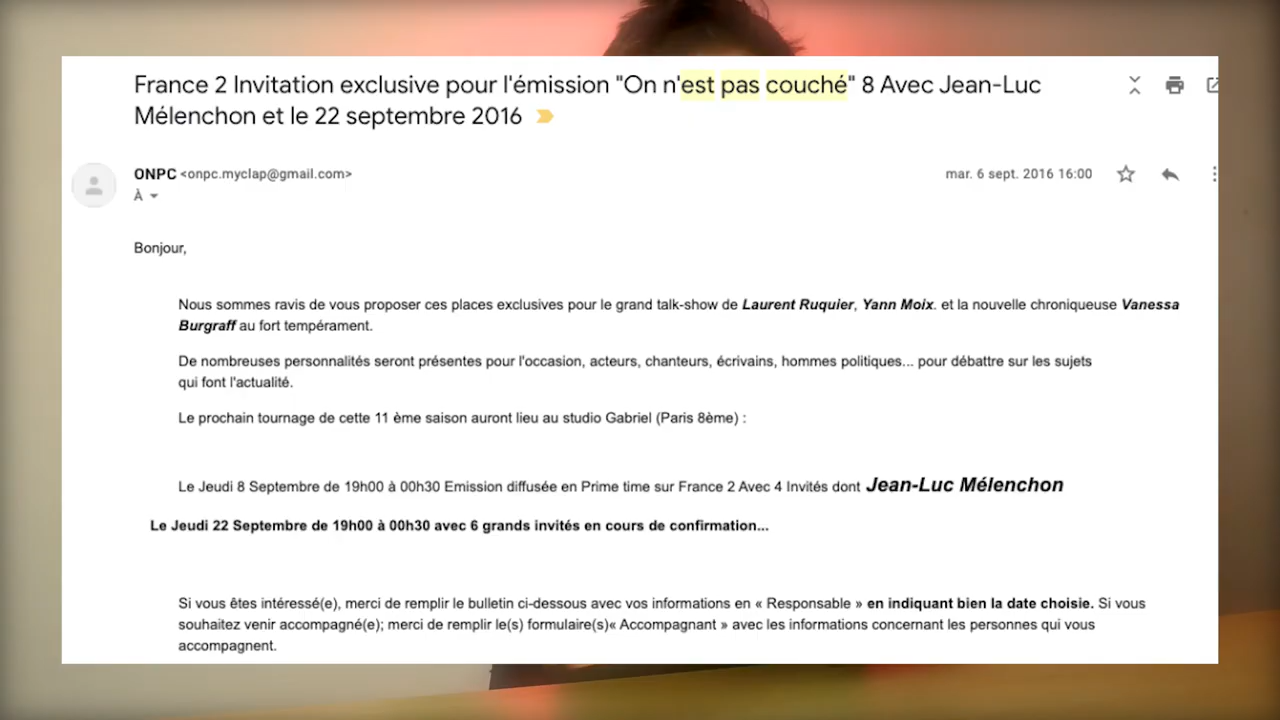 France 2 Invitation exclusive pour l'émission "On n'est pas couché" 8 Avec Jean-Luc
Mélenchon et le 22 septembre 2016
ONPC <onpc.myclap@gmail.com>
mar. 6 sept. 2016 16:00
À
Bonjour,
Nous sommes ravis de vous proposer ces places exclusives pour le grand talk-show de Laurent Ruquier, Yann Moix. et la nouvelle chroniqueuse Vanessa
Burgraff au fort tempérament.
De nombreuses personnalités seront présentes pour l'occasion, acteurs, chanteurs, écrivains, hommes politiques... pour débattre sur les sujets
qui font l'actualité.
Le prochain tournage de cette 11 ème saison auront lieu au studio Gabriel (Paris 8ème) :
Le Jeudi 8 Septembre de 19h00 à 00h30 Emission diffusée en Prime time sur France 2 Avec 4 Invités dont Jean-Luc Mélenchon
Le Jeudi 22 Septembre de 19h00 à 00h30 avec 6 grands invités en cours de confirmation...
Si vous êtes intéressé(e), merci de remplir le bulletin ci-dessous avec vos informations en « Responsable » en indiquant bien la date choisie. Si vous
souhaitez venir accompagné(e); merci de remplir le(s) formulaire(s)« Accompagnant » avec les informations concernant les personnes qui vous
accompagnent.